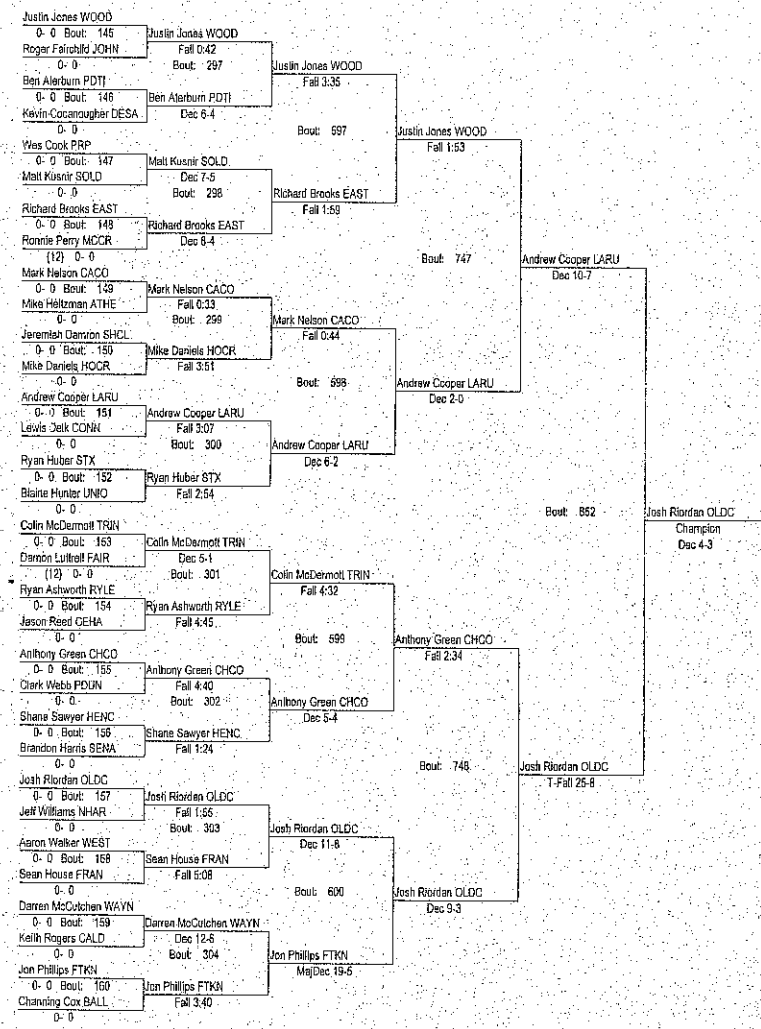 Justin Jones WOOD
0- 0 Bout: 145
Roger Fairchild JOHN
0- 0
Ben Aterburn PDTI
0- 0 Bout: 146
Kevin Cocanougher DESA
0- 0
Wes Cook PRP
0- 0 Bout: 147
Matt Kusnir SOLD
0- 0
Richard Brooks EAST
0- 0 Bout: 148
Ronnie Perry MCCR
(12) 0- 0
Mark Nelson CACO
0- 0 Bout: 149
Mike Heltzman ATHE
0- 0
Jeremiah Damron SHCL
0- 0 Bout: 150
Mike Daniels HOCR
0- 0
Andrew Cooper LARU
0- 0 Bout: 151
Lewis Delk CONN
0- 0
Ryan Huber STX
0- 0 Bout: 152
Blaine Hunter UNIO
0- 0
Colin McDermott TRIN
0- 0 Bout: 153
Damon Luttrell FAIR
(12) 0- 0
Ryan Ashworth RYLE
0- 0 Bout: 154
Jason Reed CEHA
0- 0
Anthony Green CHCO
0- 0 Bout: 155
Clark Webb PDUN
0- 0
Shane Sawyer HENC
0- 0 Bout: 156
Brandon Harris SENA
0- 0
Josh Riordan OLDC
0- 0 Bout: 157
Jeff Williams NHAR
0- 0
Aaron Walker WEST
0- 0 Bout: 158
Sean House FRAN
0- 0
Darren McCutchen WAYN
0- 0 Bout: 159
Keith Rogers CALD
0- 0
Jon Phillips FTKN
0- 0 Bout: 160
Channing Cox BALL
0- 0
Justin Jones WOOD
Fall 0:42
Bout: 297
Ben Aterburn PDTI
Dec 6-4
Matt Kusnir SOLD
Dec 7-5
Bout: 298
Richard Brooks EAST
Dec 8-4
Mark Nelson CACO
Fall 0:33
Bout: 299
Mike Daniels HOCR
Fall 3:51
Andrew Cooper LARU
Fall 3:07
Bout: 300
Ryan Huber STX
Fall 2:54
Colin McDermott TRIN
Dec 5-1
Bout: 301
Ryan Ashworth RYLE
Fall 4:45
Anthony Green CHCO
Fall 4:40
Bout: 302
Shane Sawyer HENC
Fall 1:24
Josh Riordan OLDC
Fall 1:55
Bout: 303
Sean House FRAN
Fall 5:08
Darren McCutchen WAYN
Dec 12-6
Bout: 304
Jon Phillips FTKN
Fall 3:40
Justin Jones WOOD
Fall 3:35
Bout: 597
Richard Brooks EAST
Fall 1:59
Mark Nelson CACO
Fall 0:44
Bout: 598
Andrew Cooper LARU
Dec 6-2
Colin McDermott TRIN
Fall 4:32
Bout: 599
Anthony Green CHCO
Dec 5-4
Josh Riordan OLDC
Dec 11-6
Bout: 600
Jon Phillips FTKN
MajDec 19-5
Justin Jones WOOD
Fall 1:53
Bout: 747
Andrew Cooper LARU
Dec 2-0
Anthony Green CHCO
Fall 2:34
Bout: 748
Josh Riordan OLDC
Dec 9-3
Andrew Cooper LARU
Dec 10-7
Bout: 852
Josh Riordan OLDC
T-Fall 25-8
Josh Riordan OLDC
Champion
Dec 4-3